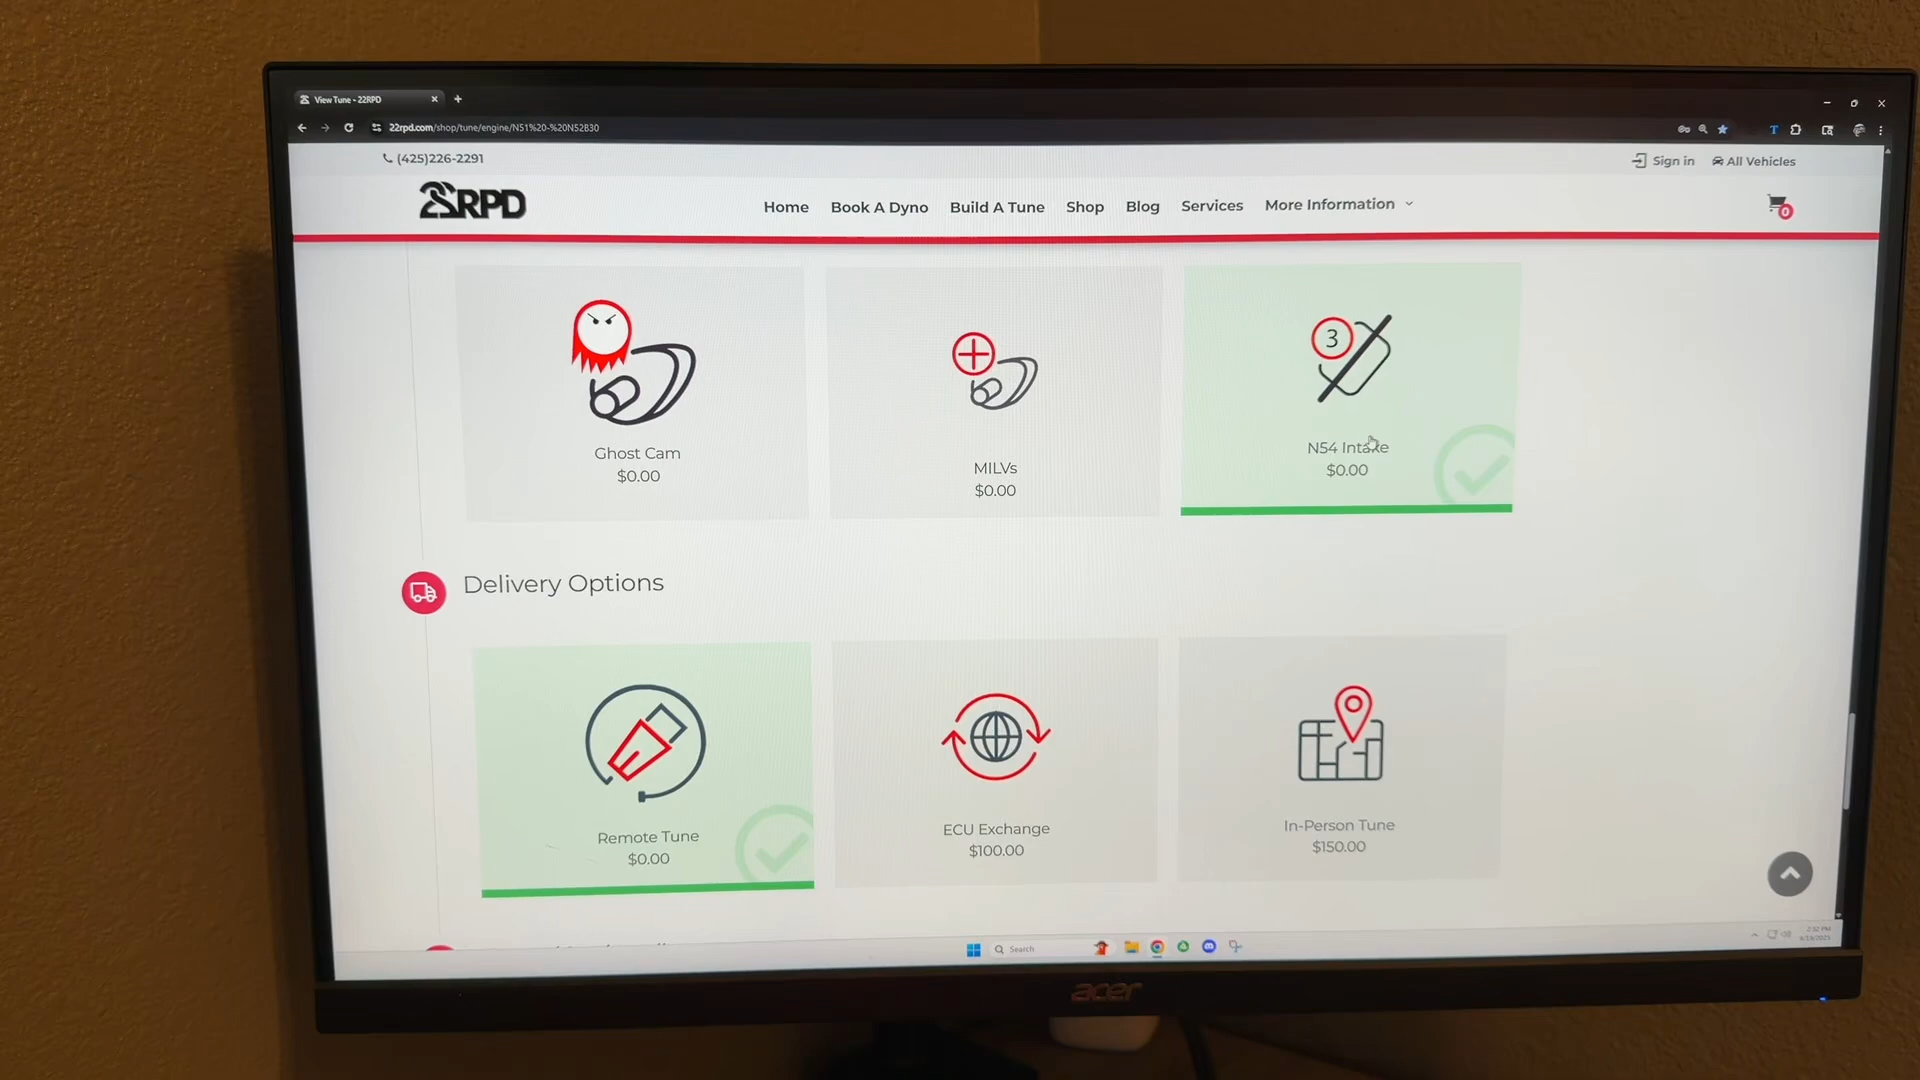 View Tune - 22RPD
22rpd.com/shop/tune/engine/N51%20-%20N52B30
(425)226-2291
Sign in
All Vehicles
22RPD
Home
Book A Dyno
Build A Tune
Shop
Blog
Services
More Information
0
Ghost Cam
$0.00
MILVs
$0.00
3
N54 Intake
$0.00
Delivery Options
Remote Tune
$0.00
ECU Exchange
$100.00
In-Person Tune
$150.00
Search
2:32 PM
acer